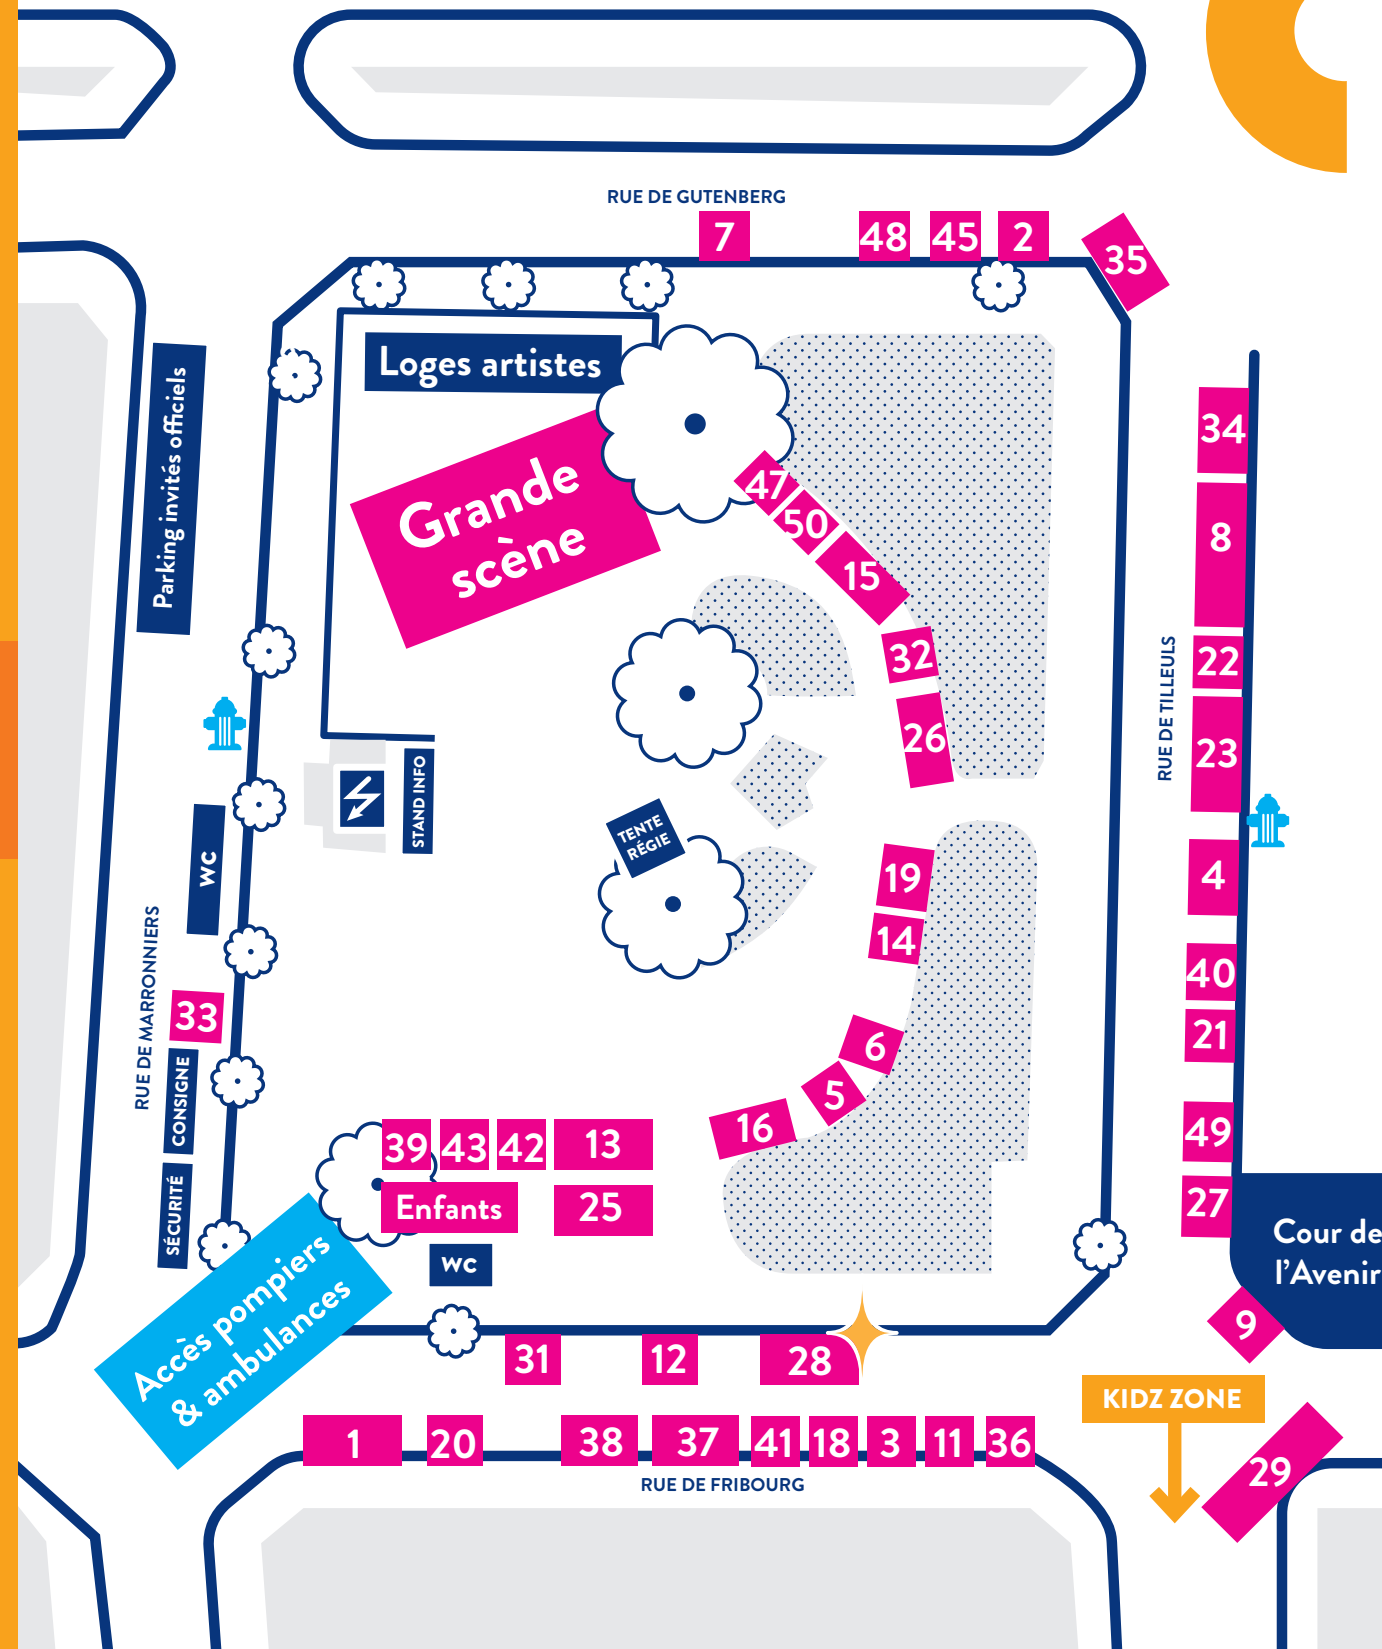 RUE DE GUTENBERG
7
48
45
2
35
Loges artistes
Parking invités officiels
Grande
scène
47
50
15
32
26
34
8
22
23
RUE DE TILLEULS
STAND INFO
TENTE
RÉGIE
WC
19
14
4
40
21
RUE DE MARRONNIERS
33
CONSIGNE
SÉCURITÉ
6
5
16
39
43
42
13
Enfants
25
WC
49
27
Cour de
l'Avenir
9
Accès pompiers
& ambulances
31
12
28
KIDZ ZONE
1
20
38
37
41
18
3
11
36
29
RUE DE FRIBOURG